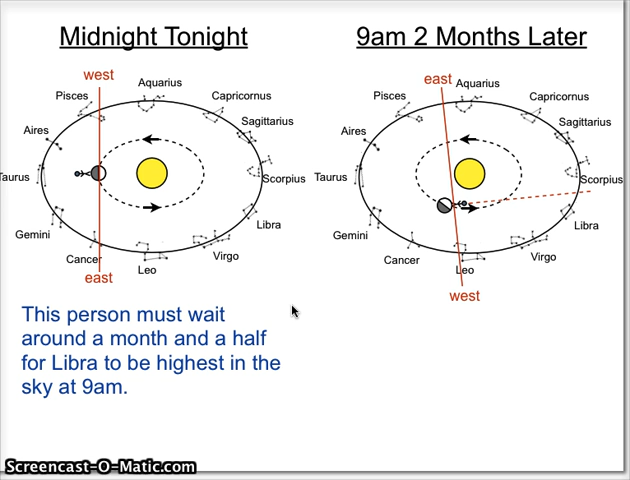 Midnight Tonight
9am 2 Months Later
west
Pisces
Aquarius
Capricornus
Sagittarius
Aires
Taurus
Scorpius
Gemini
Libra
Cancer
Virgo
Leo
east
east
Pisces
Aquarius
Capricornus
Sagittarius
Aires
Taurus
Scorpius
Gemini
Libra
Cancer
Virgo
Leo
west
This person must wait
around a month and a half
for Libra to be highest in the
sky at 9am.
Screencast-O-Matic.com